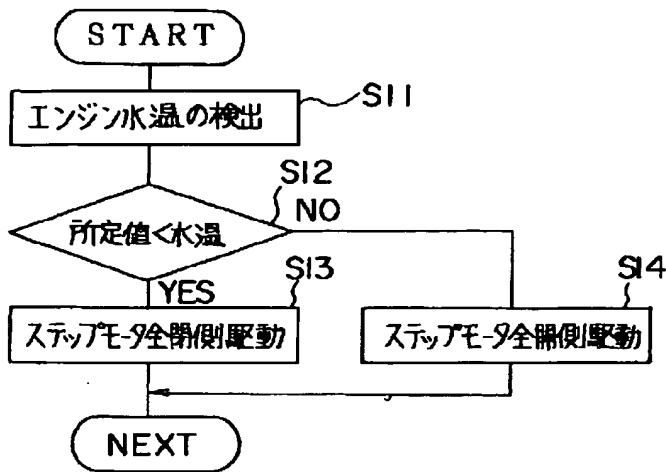 START
エンジン水温の検出
S11
S12
所定値<水温
NO
YES
S13
ステップモータ全閉側駆動
S14
ステップモータ全開側駆動
NEXT